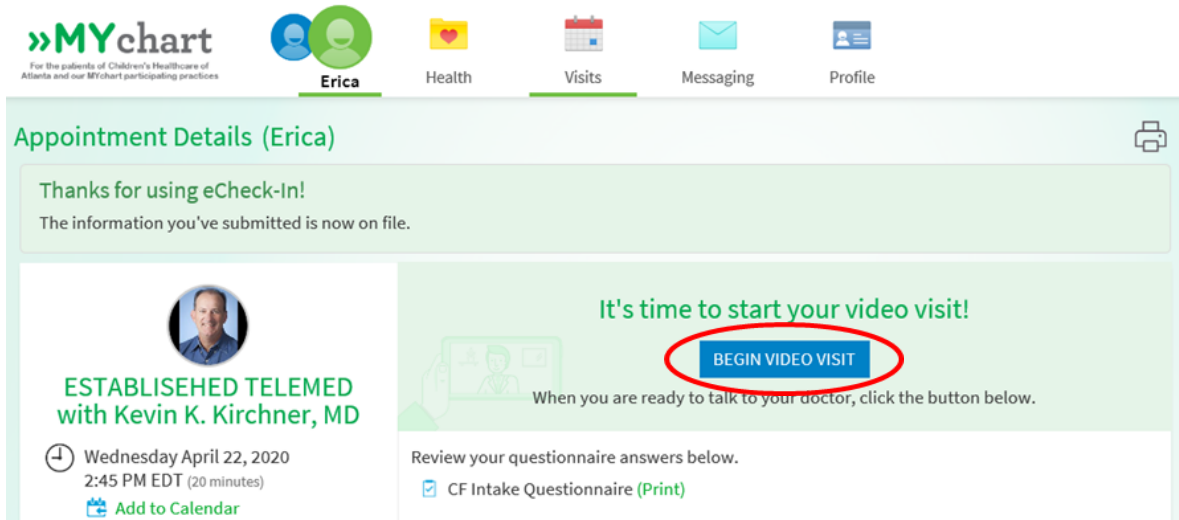 »MYchart
For the patients of Children's Healthcare of
Atlanta and our MYchart participating practices
Erica
Health
Visits
Messaging
Profile
Appointment Details (Erica)
Thanks for using eCheck-In!
The information you've submitted is now on file.
ESTABLISEHED TELEMED
with Kevin K. Kirchner, MD
Wednesday April 22, 2020
2:45 PM EDT (20 minutes)
Add to Calendar
It's time to start your video visit!
BEGIN VIDEO VISIT
When you are ready to talk to your doctor, click the button below.
Review your questionnaire answers below.
CF Intake Questionnaire (Print)